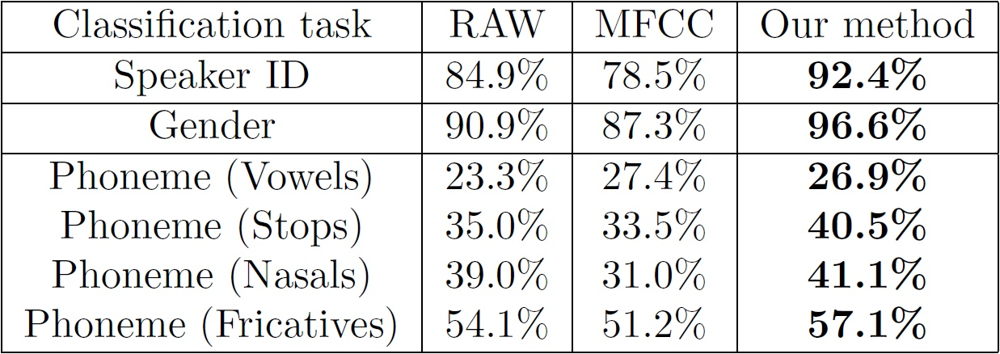 Classification task RAW MFCC Our method
Speaker ID 84.9% 78.5% 92.4%
Gender 90.9% 87.3% 96.6%
Phoneme (Vowels) 23.3% 27.4% 26.9%
Phoneme (Stops) 35.0% 33.5% 40.5%
Phoneme (Nasals) 39.0% 31.0% 41.1%
Phoneme (Fricatives) 54.1% 51.2% 57.1%